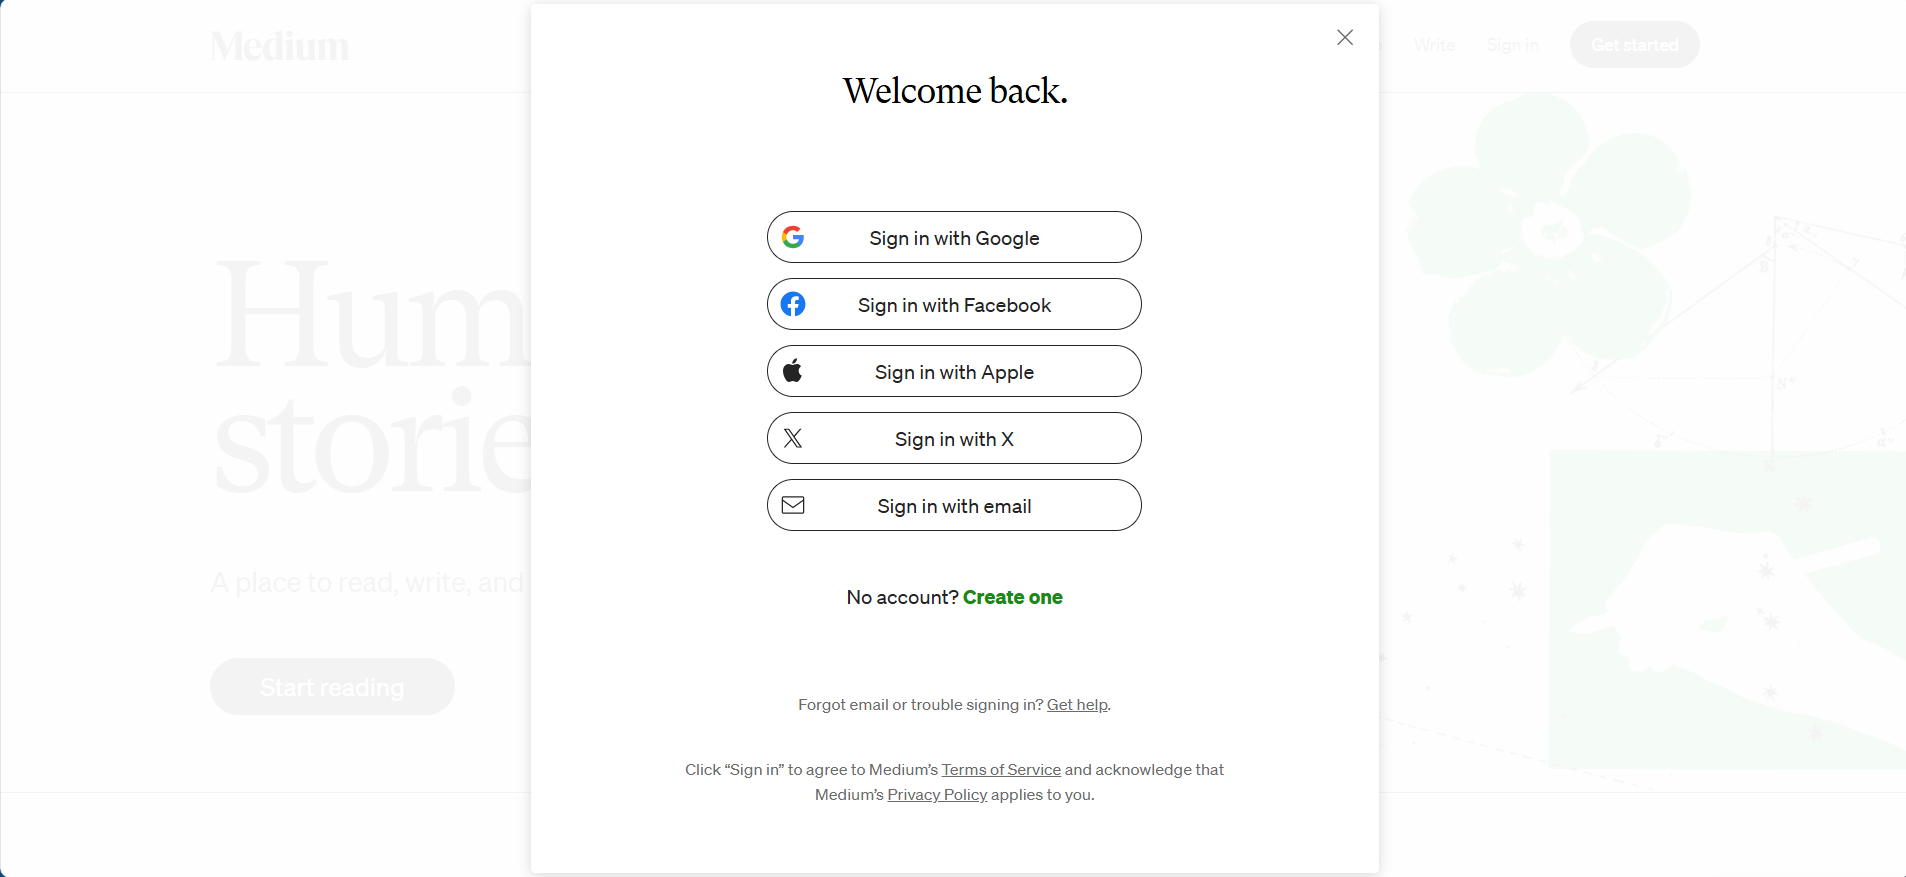 Medium
Write
Sign in
Get started
Hum
storie
A place to read, write, and
Start reading
Welcome back.
Sign in with Google
Sign in with Facebook
Sign in with Apple
Sign in with X
Sign in with email
No account? Create one
Forgot email or trouble signing in? Get help.
Click “Sign in” to agree to Medium’s Terms of Service and acknowledge that
Medium’s Privacy Policy applies to you.